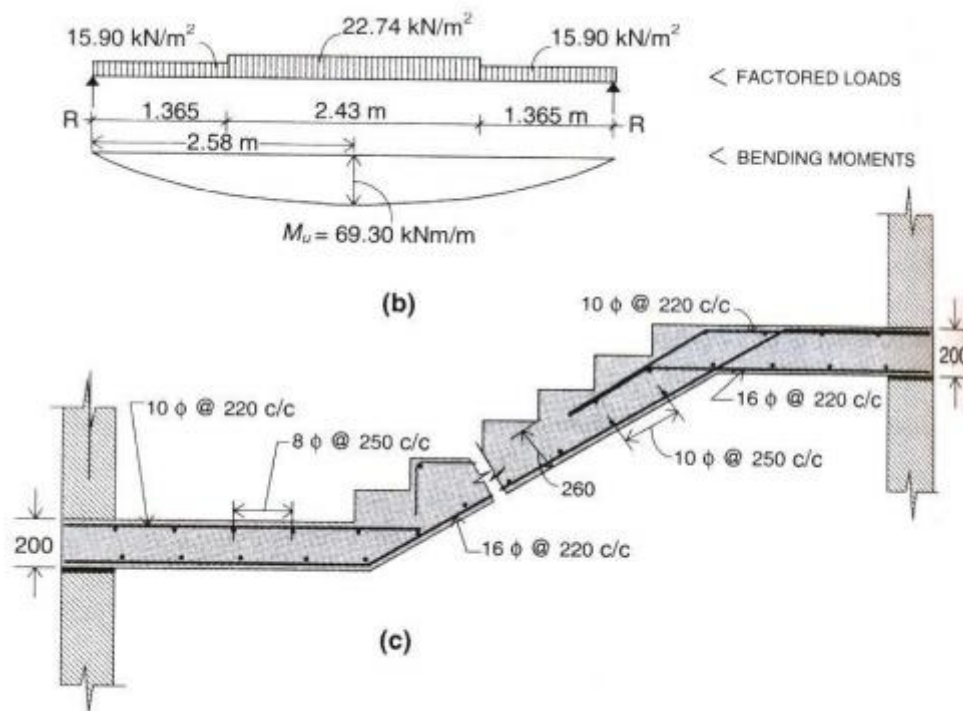 22.74 kN/m²
15.90 kN/m²
15.90 kN/m²
< FACTORED LOADS
R
1.365
2.43 m
1.365 m
R
2.58 m
< BENDING MOMENTS
Mu = 69.30 kNm/m
(b)
10 ϕ @ 220 c/c
200
16 ϕ @ 220 c/c
10 ϕ @ 220 c/c
8 ϕ @ 250 c/c
10 ϕ @ 250 c/c
260
200
16 ϕ @ 220 c/c
(c)